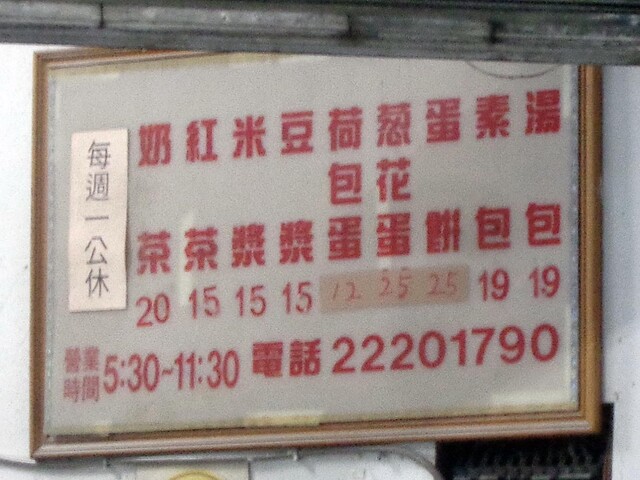 湯包 19
素包 19
蛋餅 25
蔥花蛋 25
荷包蛋 12
豆漿 15
米漿 15
紅茶 15
奶茶 20
每週一公休
營業時間 5:30~11:30 電話 22201790